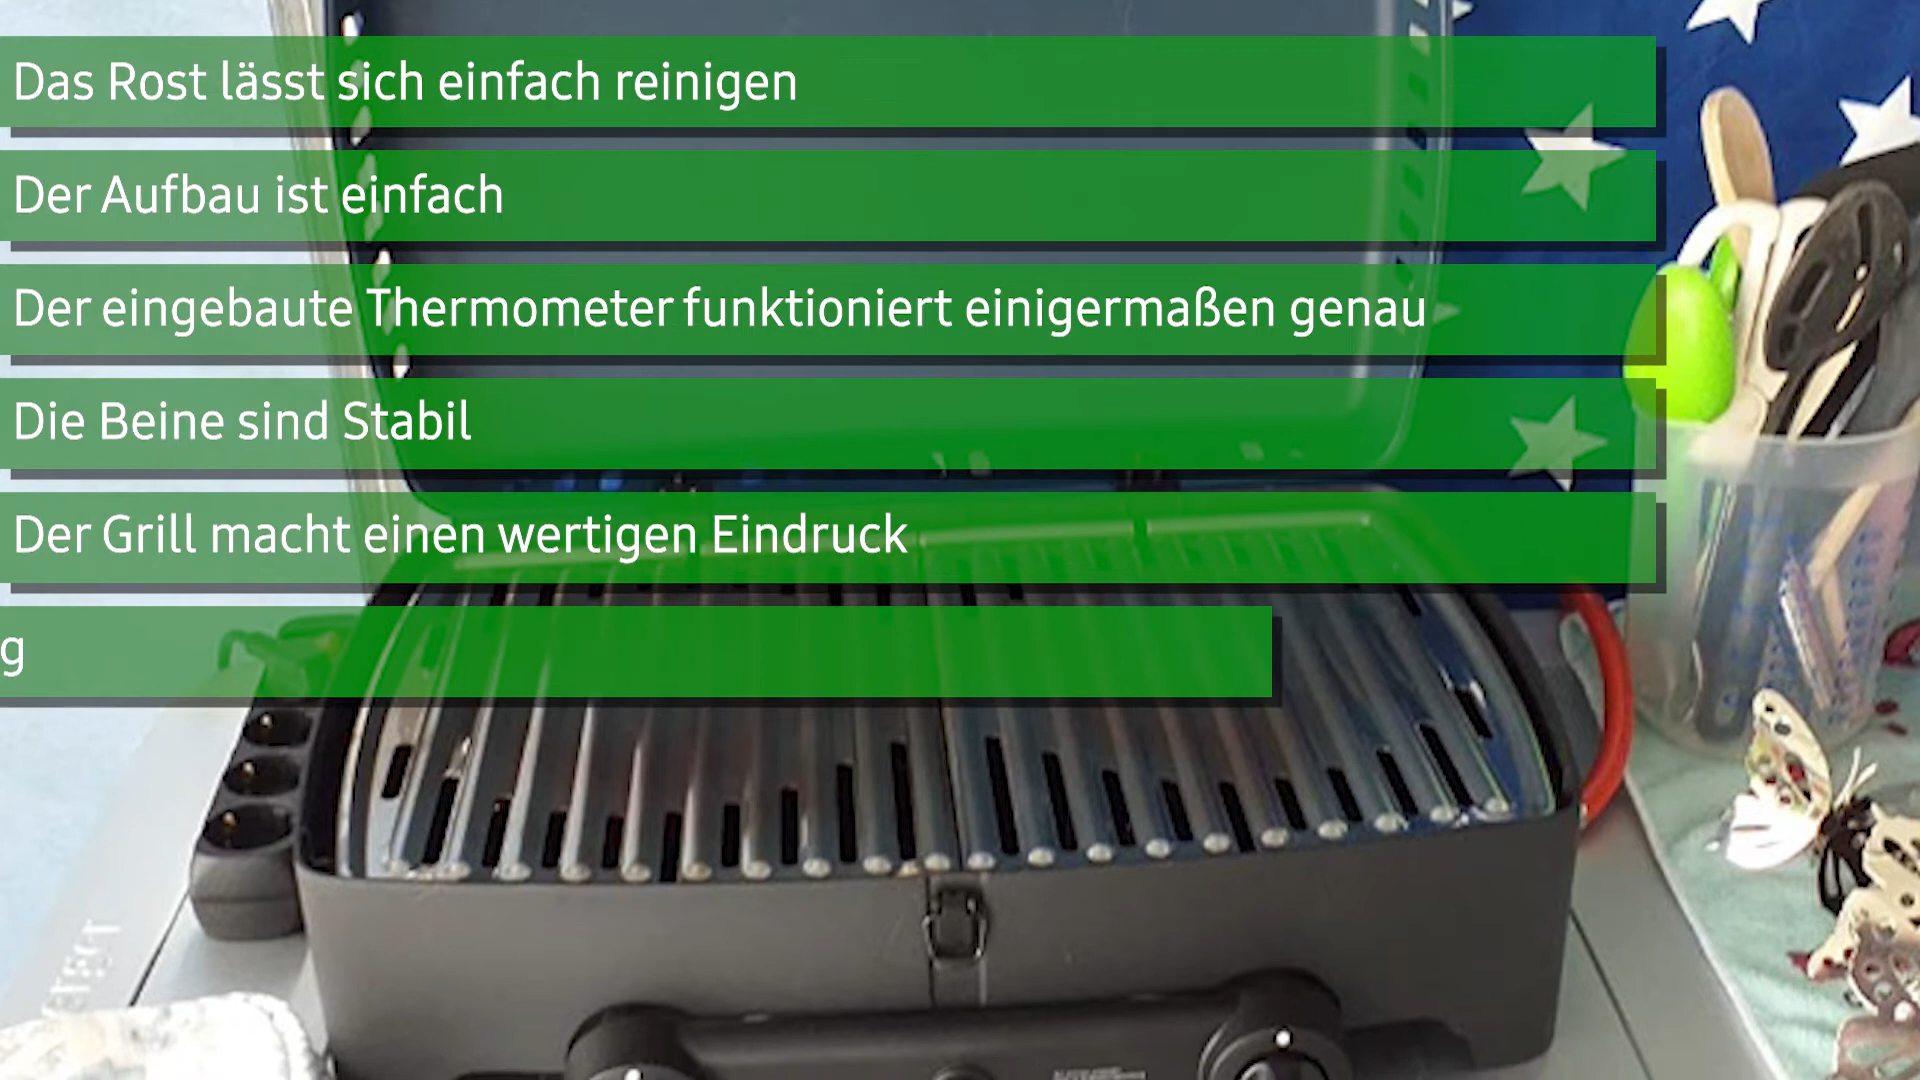 Das Rost lässt sich einfach reinigen
Der Aufbau ist einfach
Der eingebaute Thermometer funktioniert einigermaßen genau
Die Beine sind Stabil
Der Grill macht einen wertigen Eindruck
g